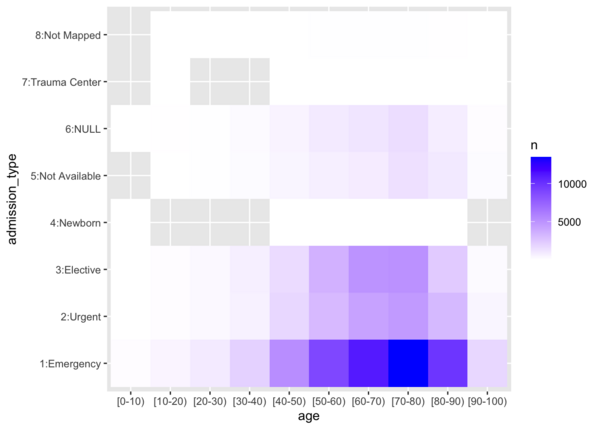 8:Not Mapped
7:Trauma Center
6:NULL
5:Not Available
4:Newborn
3:Elective
2:Urgent
1:Emergency
admission_type
[0-10) [10-20) [20-30) [30-40) [40-50) [50-60) [60-70) [70-80) [80-90) [90-100)
age
n
10000
5000